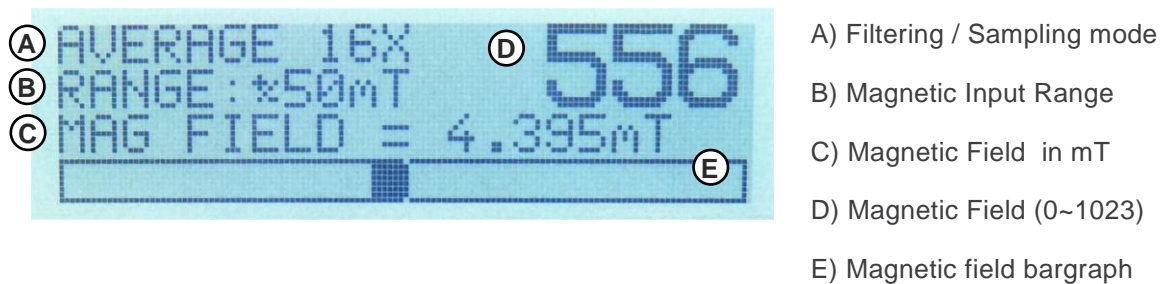 A AVERAGE 16X D 556
B RANGE:±50mT
C MAG FIELD = 4.395mT
E
A) Filtering / Sampling mode
B) Magnetic Input Range
C) Magnetic Field in mT
D) Magnetic Field (0~1023)
E) Magnetic field bargraph